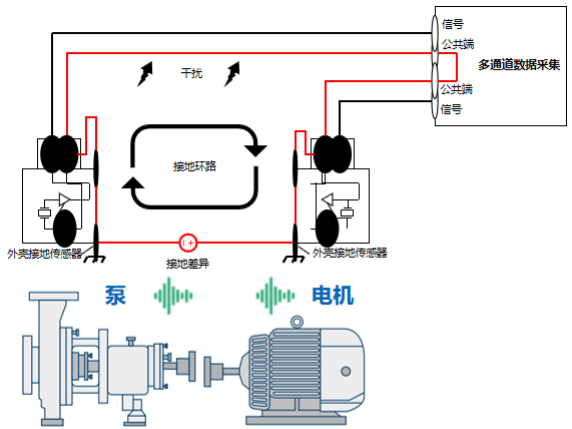 信号
公共端
多通道数据采集
公共端
信号
干扰
接地环路
外壳接地传感器
外壳接地传感器
接地差异
泵
电机